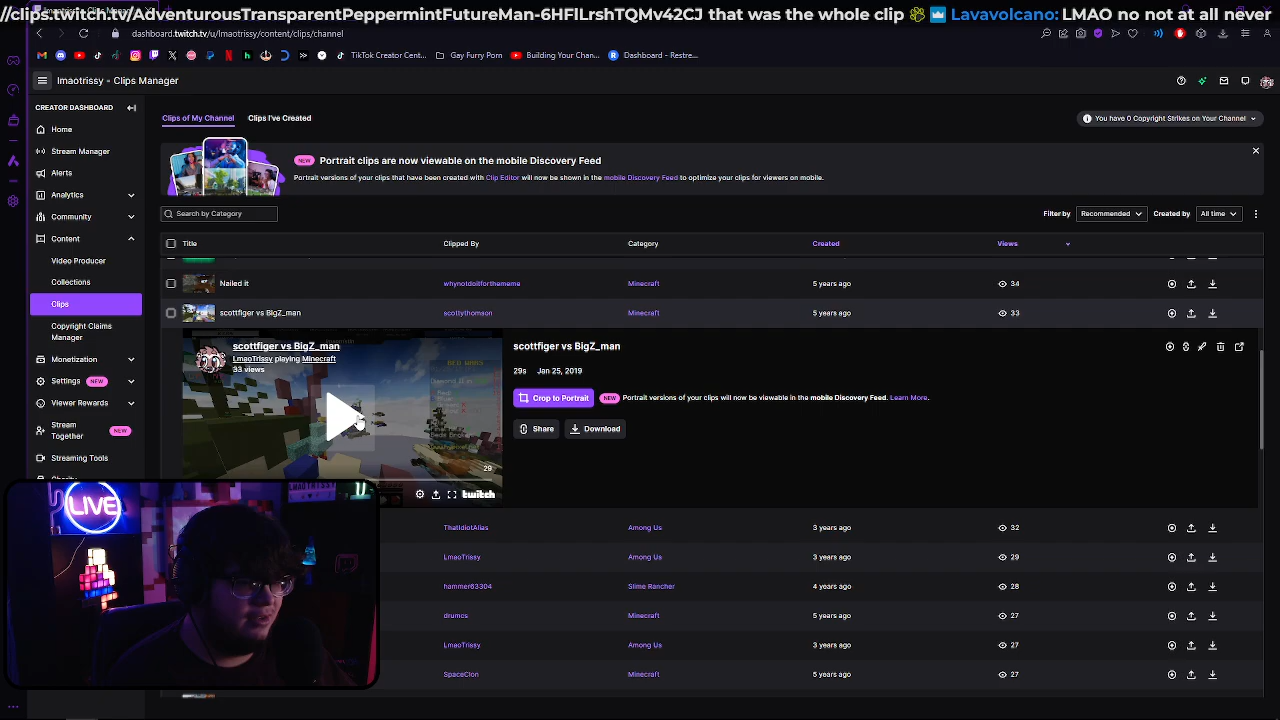 //clips.twitch.tv/AdventurousTransparentPeppermintFutureMan-6HFILrshTQMv42CJ that was the whole clip Lavavolcano: LMAO no not at all never
dashboard.twitch.tv/u/lmaotrissy/content/clips/channel
TikTok Creator Cent... Gay Furry Porn Building Your Chan... Dashboard - Restre...
lmaotrissy - Clips Manager
CREATOR DASHBOARD
Home
Stream Manager
Alerts
Analytics
Community
Content
Video Producer
Collections
Clips
Copyright Claims
Manager
Monetization
Settings NEW
Viewer Rewards
Stream
Together NEW
Streaming Tools
Clips of My Channel Clips I've Created
You have 0 Copyright Strikes on Your Channel
NEW Portrait clips are now viewable on the mobile Discovery Feed
Portrait versions of your clips that have been created with Clip Editor will now be shown in the mobile Discovery Feed to optimize your clips for viewers on mobile.
Search by Category
Filter by Recommended Created by All time
Title Clipped By Category Created Views
Nailed it whynotdoitforthememe Minecraft 5 years ago 34
scottfiger vs BigZ_man scottythomson Minecraft 5 years ago 33
scottfiger vs BigZ_man
LmaoTrissy playing Minecraft
33 views
29
twitch
scottfiger vs BigZ_man
29s Jan 25, 2019
Crop to Portrait NEW Portrait versions of your clips will now be viewable in the mobile Discovery Feed. Learn More.
Share Download
ThatIdiotAlias Among Us 3 years ago 32
LmaoTrissy Among Us 3 years ago 29
hammer63304 Slime Rancher 4 years ago 28
drumcs Minecraft 5 years ago 27
LmaoTrissy Among Us 3 years ago 27
SpaceClon Minecraft 5 years ago 27
LIVE